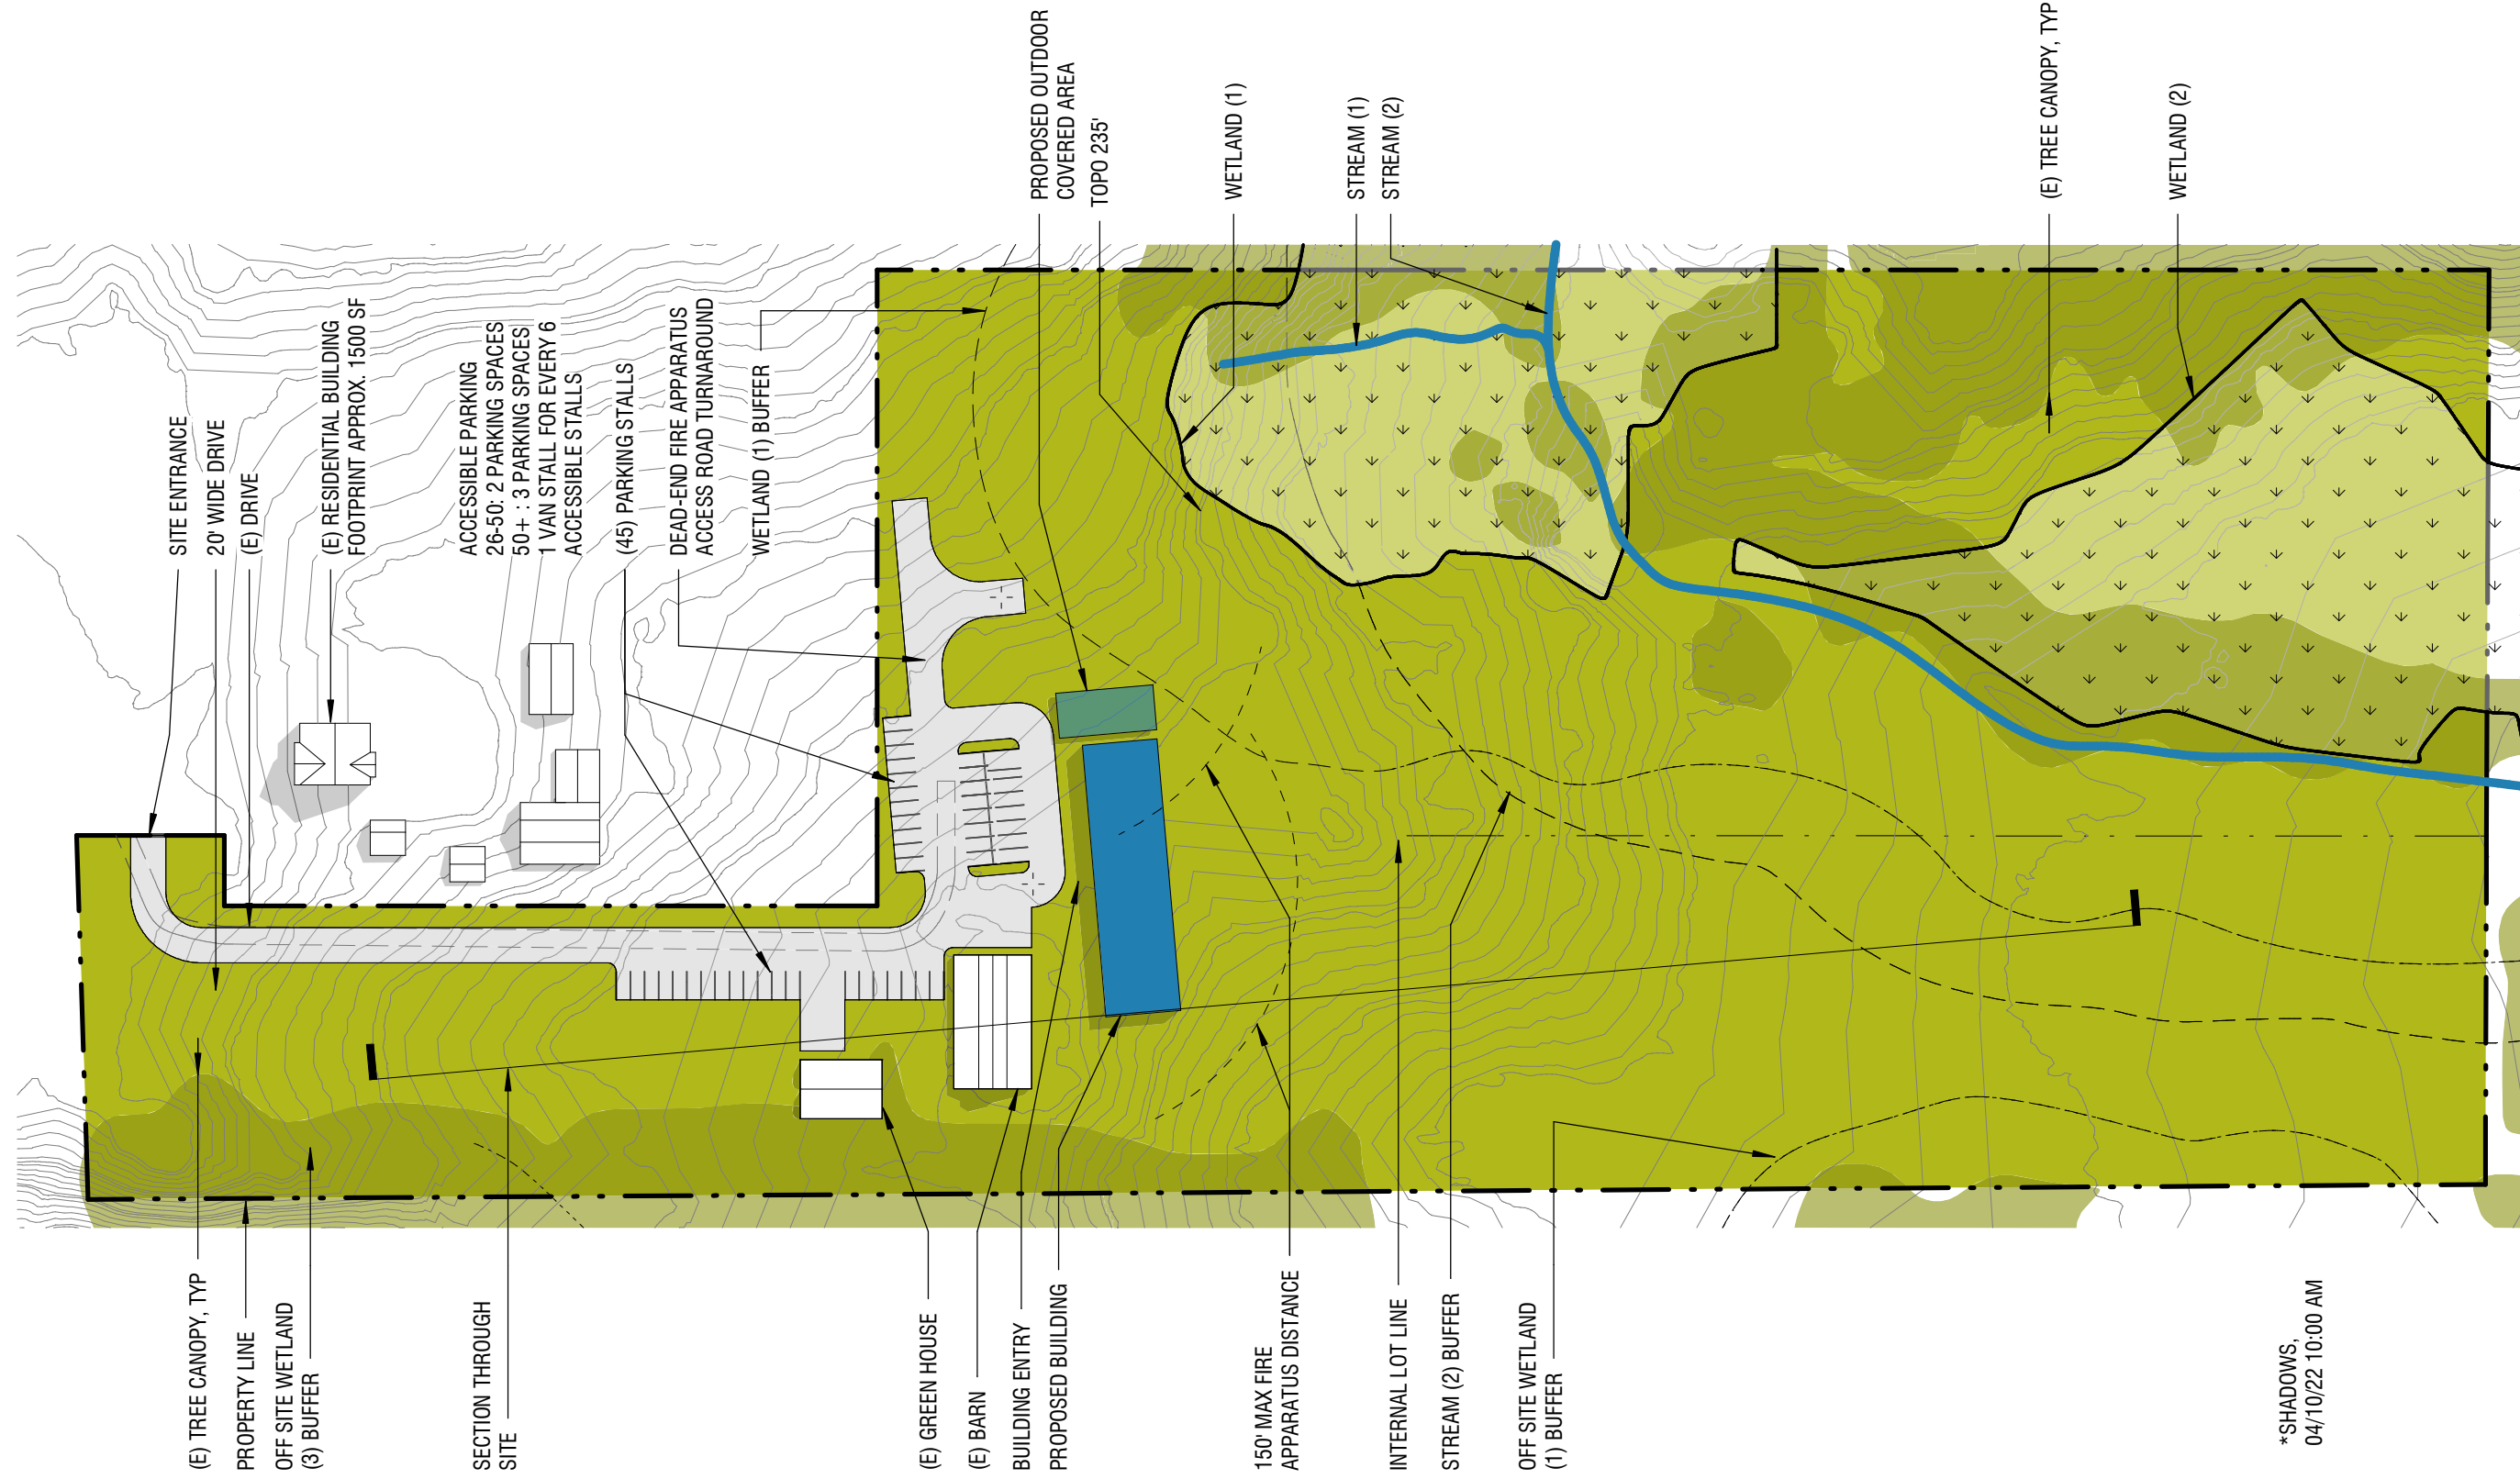 SITE ENTRANCE
20' WIDE DRIVE
(E) DRIVE
(E) RESIDENTIAL BUILDING
FOOTPRINT APPROX. 1500 SF
ACCESSIBLE PARKING
26-50: 2 PARKING SPACES
50+ : 3 PARKING SPACES
1 VAN STALL FOR EVERY 6
ACCESSIBLE STALLS
(45) PARKING STALLS
DEAD-END FIRE APPARATUS
ACCESS ROAD TURNAROUND
WETLAND (1) BUFFER
PROPOSED OUTDOOR
COVERED AREA
TOPO 235'
WETLAND (1)
STREAM (1)
STREAM (2)
(E) TREE CANOPY, TYP
WETLAND (2)
(E) TREE CANOPY, TYP
PROPERTY LINE
OFF SITE WETLAND
(3) BUFFER
SECTION THROUGH
SITE
(E) GREEN HOUSE
(E) BARN
BUILDING ENTRY
PROPOSED BUILDING
150' MAX FIRE
APPARATUS DISTANCE
INTERNAL LOT LINE
STREAM (2) BUFFER
OFF SITE WETLAND
(1) BUFFER
*SHADOWS,
04/10/22 10:00 AM